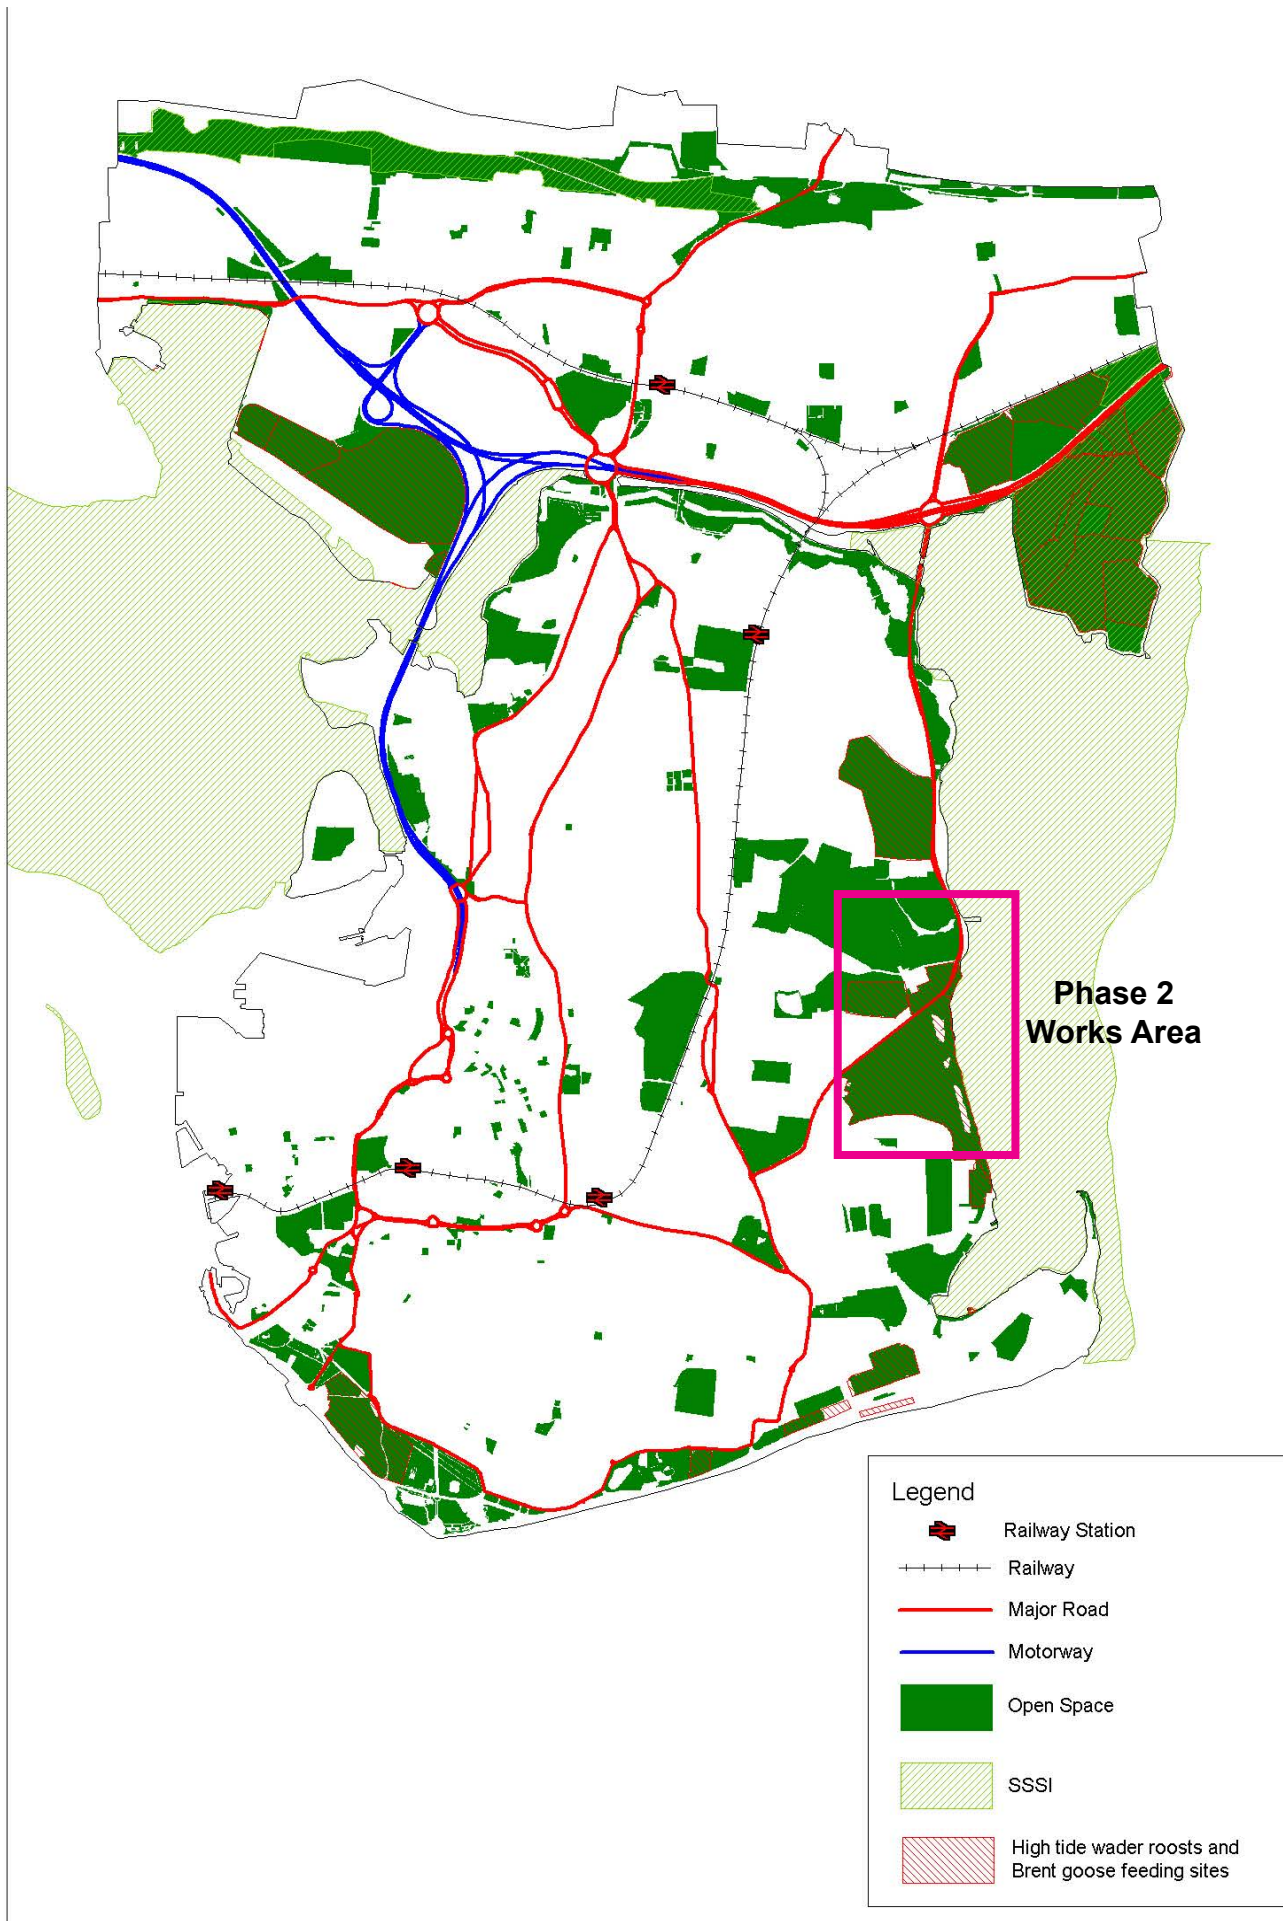 Phase 2
Works Area
Legend
Railway Station
Railway
Major Road
Motorway
Open Space
SSSI
High tide wader roosts and
Brent goose feeding sites